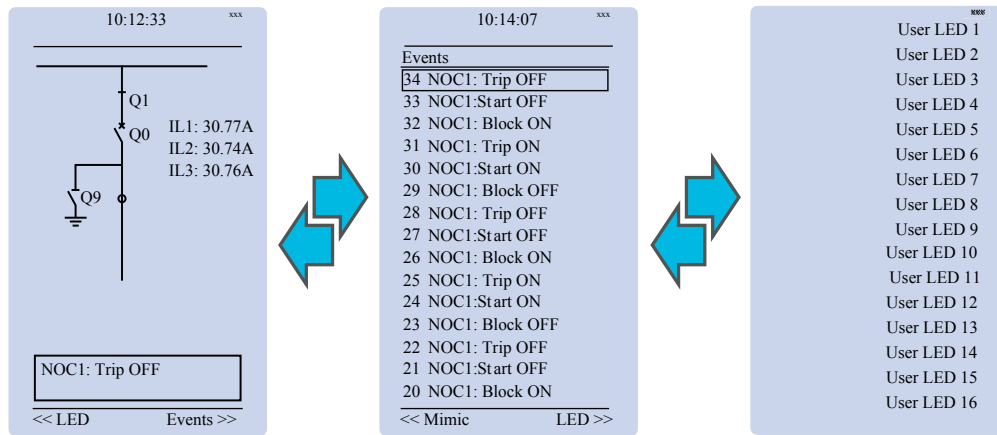 10:12:33 xxx
Q1
Q0
IL1: 30.77A
IL2: 30.74A
IL3: 30.76A
Q9
NOC1: Trip OFF
<< LED Events >>
10:14:07 xxx
Events
34 NOC1: Trip OFF
33 NOC1:Start OFF
32 NOC1: Block ON
31 NOC1: Trip ON
30 NOC1:Start ON
29 NOC1: Block OFF
28 NOC1: Trip OFF
27 NOC1:Start OFF
26 NOC1: Block ON
25 NOC1: Trip ON
24 NOC1:Start ON
23 NOC1: Block OFF
22 NOC1: Trip OFF
21 NOC1:Start OFF
20 NOC1: Block ON
<< Mimic LED >>
User LED 1
User LED 2
User LED 3
User LED 4
User LED 5
User LED 6
User LED 7
User LED 8
User LED 9
User LED 10
User LED 11
User LED 12
User LED 13
User LED 14
User LED 15
User LED 16